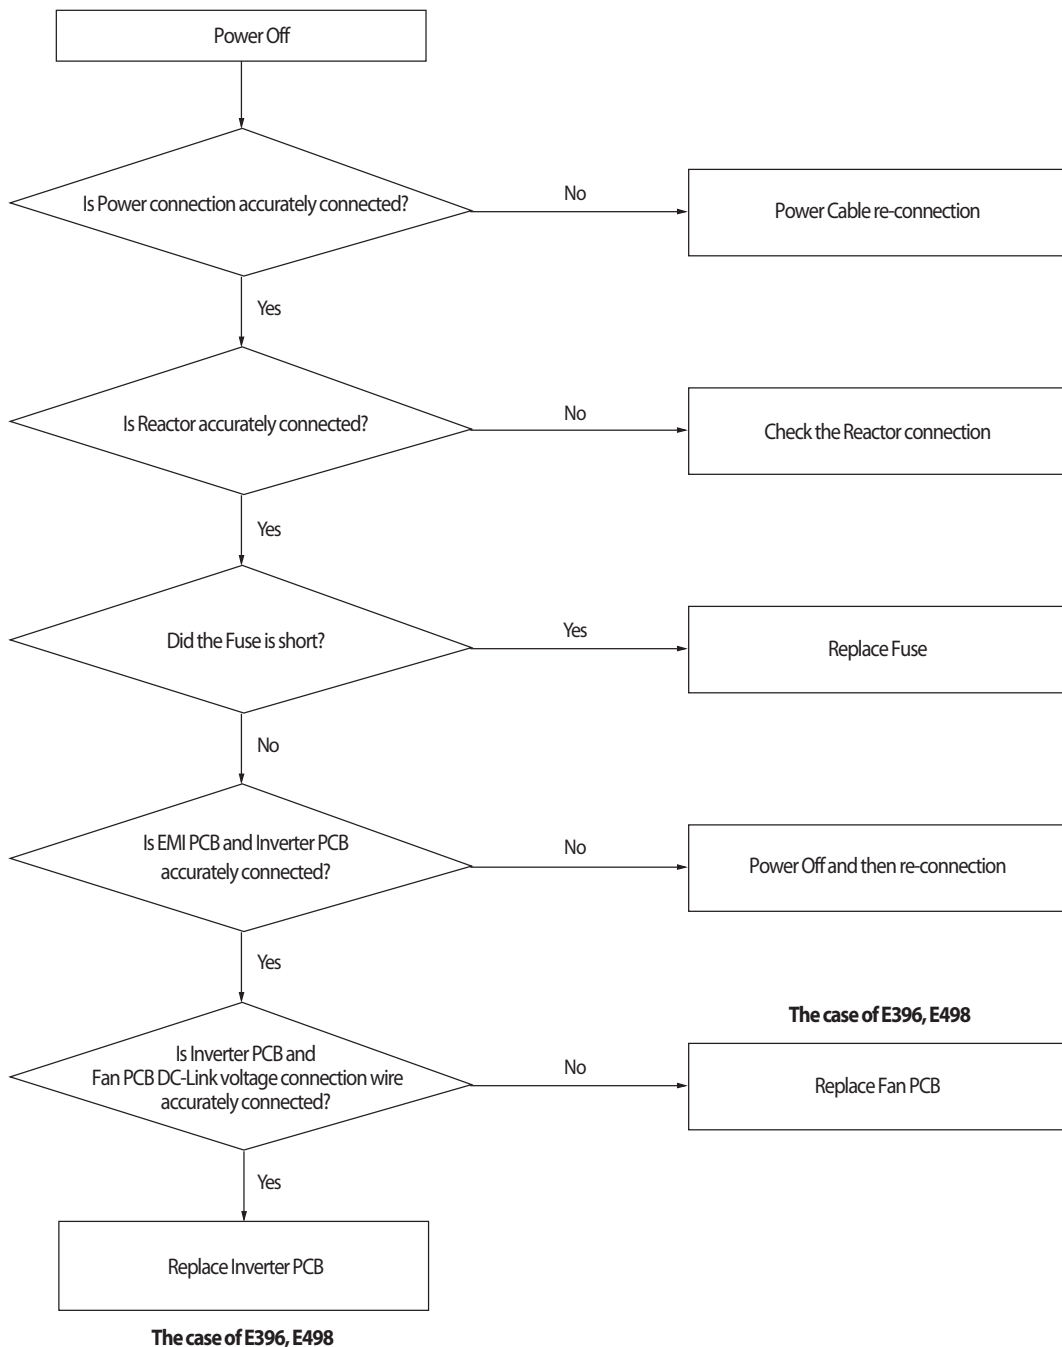 Power Off
Is Power connection accurately connected?
No
Power Cable re-connection
Yes
Is Reactor accurately connected?
No
Check the Reactor connection
Yes
Did the Fuse is short?
Yes
Replace Fuse
No
Is EMI PCB and Inverter PCB
accurately connected?
No
Power Off and then re-connection
Yes
The case of E396, E498
Is Inverter PCB and
Fan PCB DC-Link voltage connection wire
accurately connected?
No
Replace Fan PCB
Yes
Replace Inverter PCB
The case of E396, E498